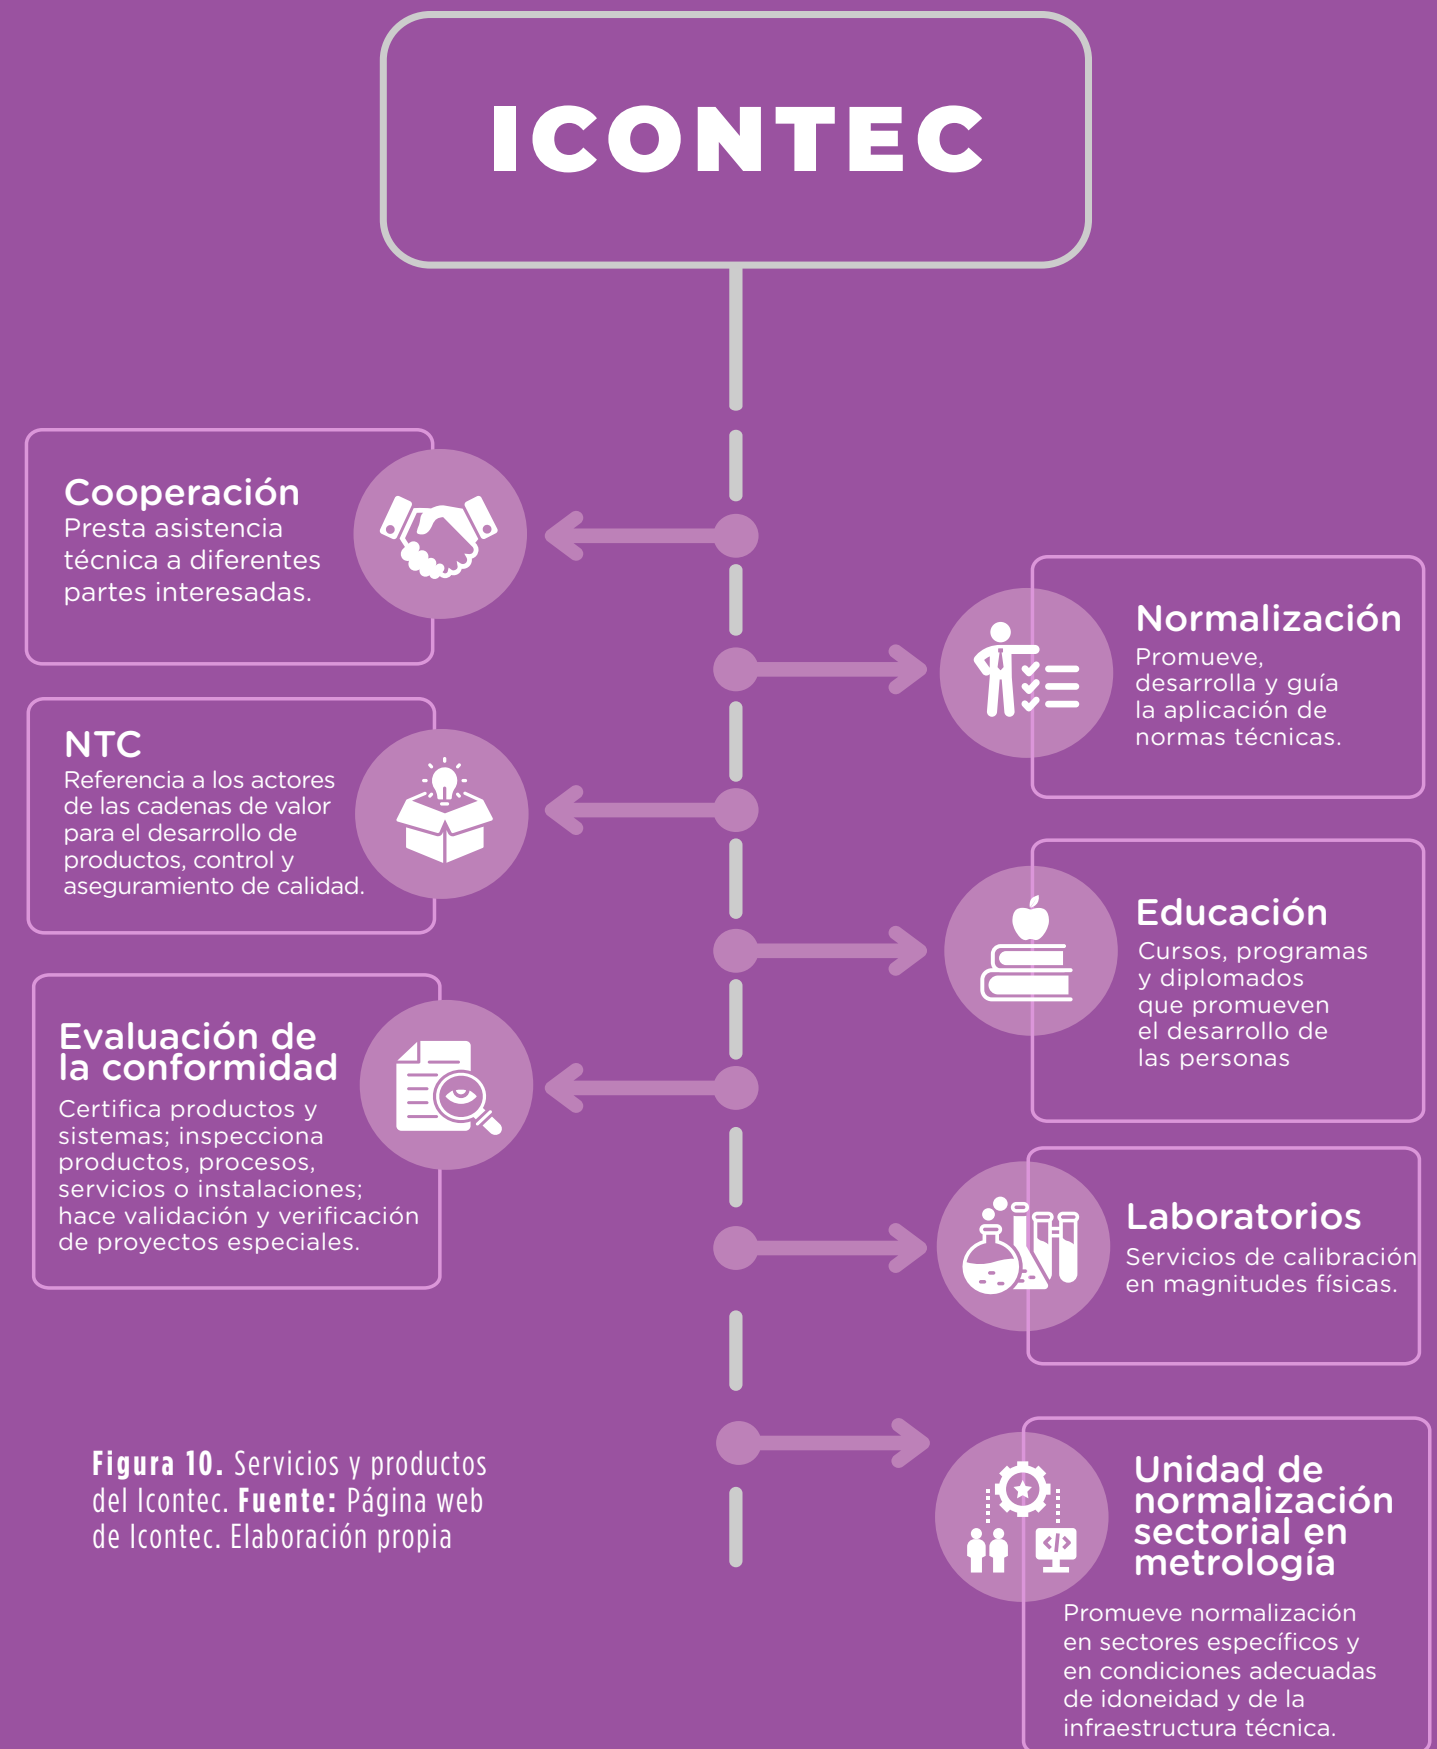 ICONTEC
Cooperación
Presta asistencia
técnica a diferentes
partes interesadas.
Normalización
Promueve,
desarrolla y guía
la aplicación de
normas técnicas.
NTC
Referencia a los actores
de las cadenas de valor
para el desarrollo de
productos, control y
aseguramiento de calidad.
Educación
Cursos, programas
y diplomados
que promueven
el desarrollo de
las personas
Evaluación de
la conformidad
Certifica productos y
sistemas; inspecciona
productos, procesos,
servicios o instalaciones;
hace validación y verificación
de proyectos especiales.
Laboratorios
Servicios de calibración
en magnitudes físicas.
Unidad de
normalización
sectorial en
metrología
Promueve normalización
en sectores específicos y
en condiciones adecuadas
de idoneidad y de la
infraestructura técnica.
Figura 10. Servicios y productos
del Icontec. Fuente: Página web
de Icontec. Elaboración propia